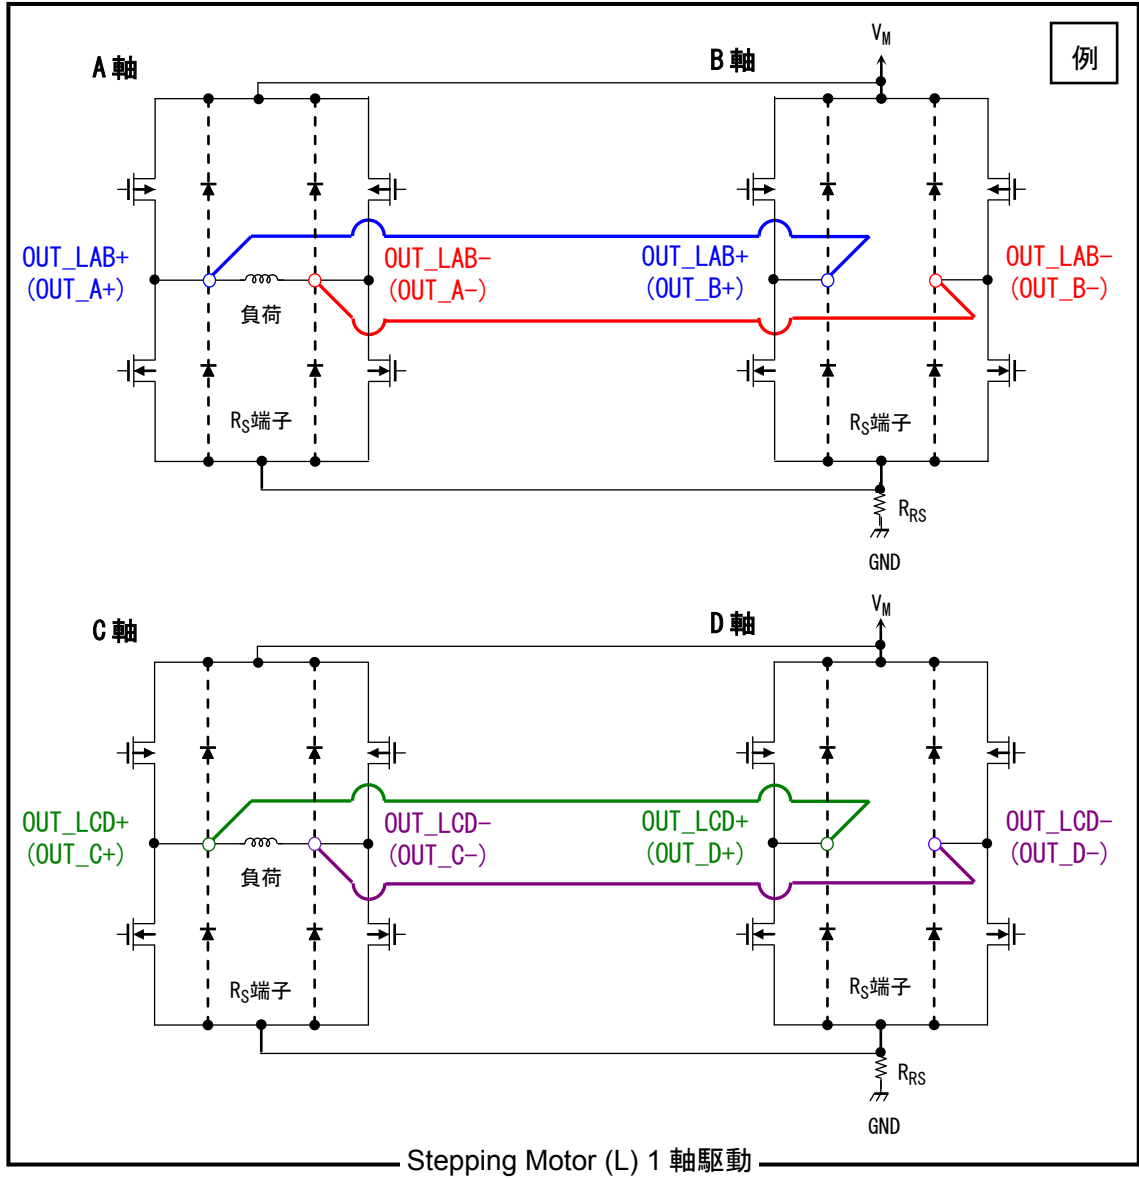 例
A 軸
B 軸
VM
OUT_LAB+
(OUT_A+)
負荷
OUT_LAB-
(OUT_A-)
OUT_LAB+
(OUT_B+)
OUT_LAB-
(OUT_B-)
RS端子
RS端子
RRS
GND
C 軸
D 軸
VM
OUT_LCD+
(OUT_C+)
負荷
OUT_LCD-
(OUT_C-)
OUT_LCD+
(OUT_D+)
OUT_LCD-
(OUT_D-)
RS端子
RS端子
RRS
GND
Stepping Motor (L) 1 軸駆動